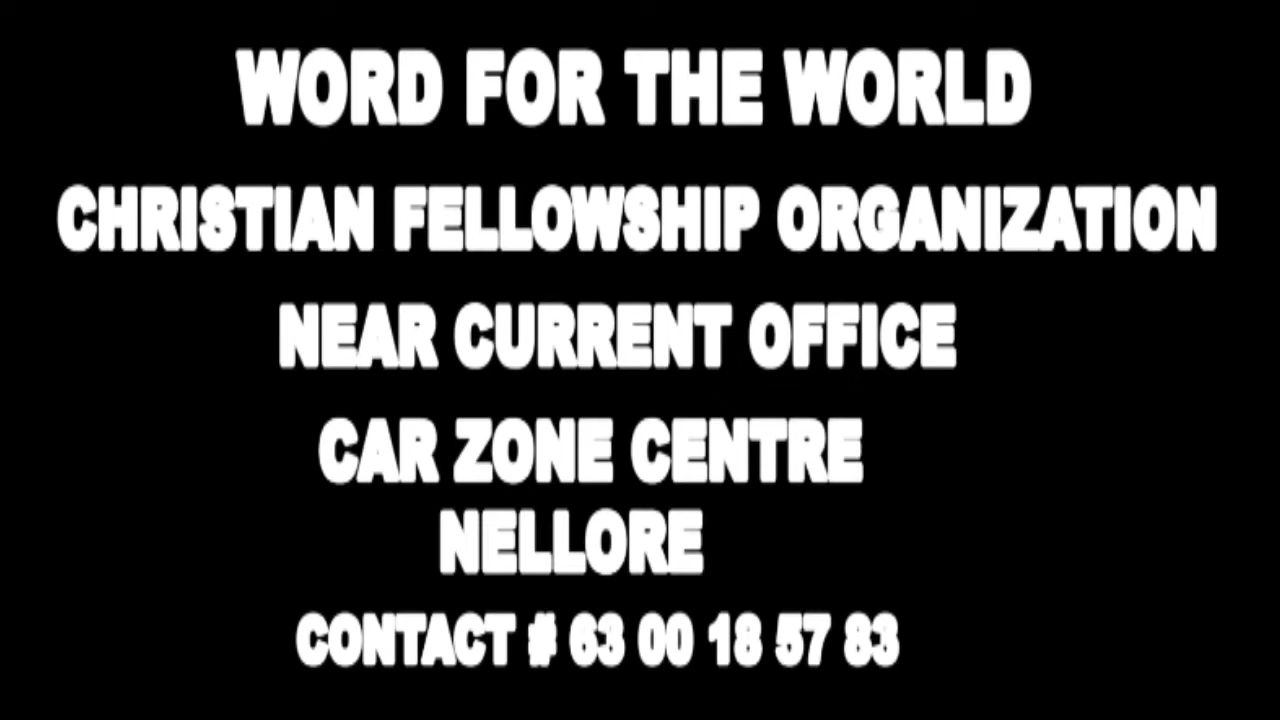 WORD FOR THE WORLD
CHRISTIAN FELLOWSHIP ORGANIZATION
NEAR CURRENT OFFICE
CAR ZONE CENTRE
NELLORE
CONTACT # 63 00 18 57 83